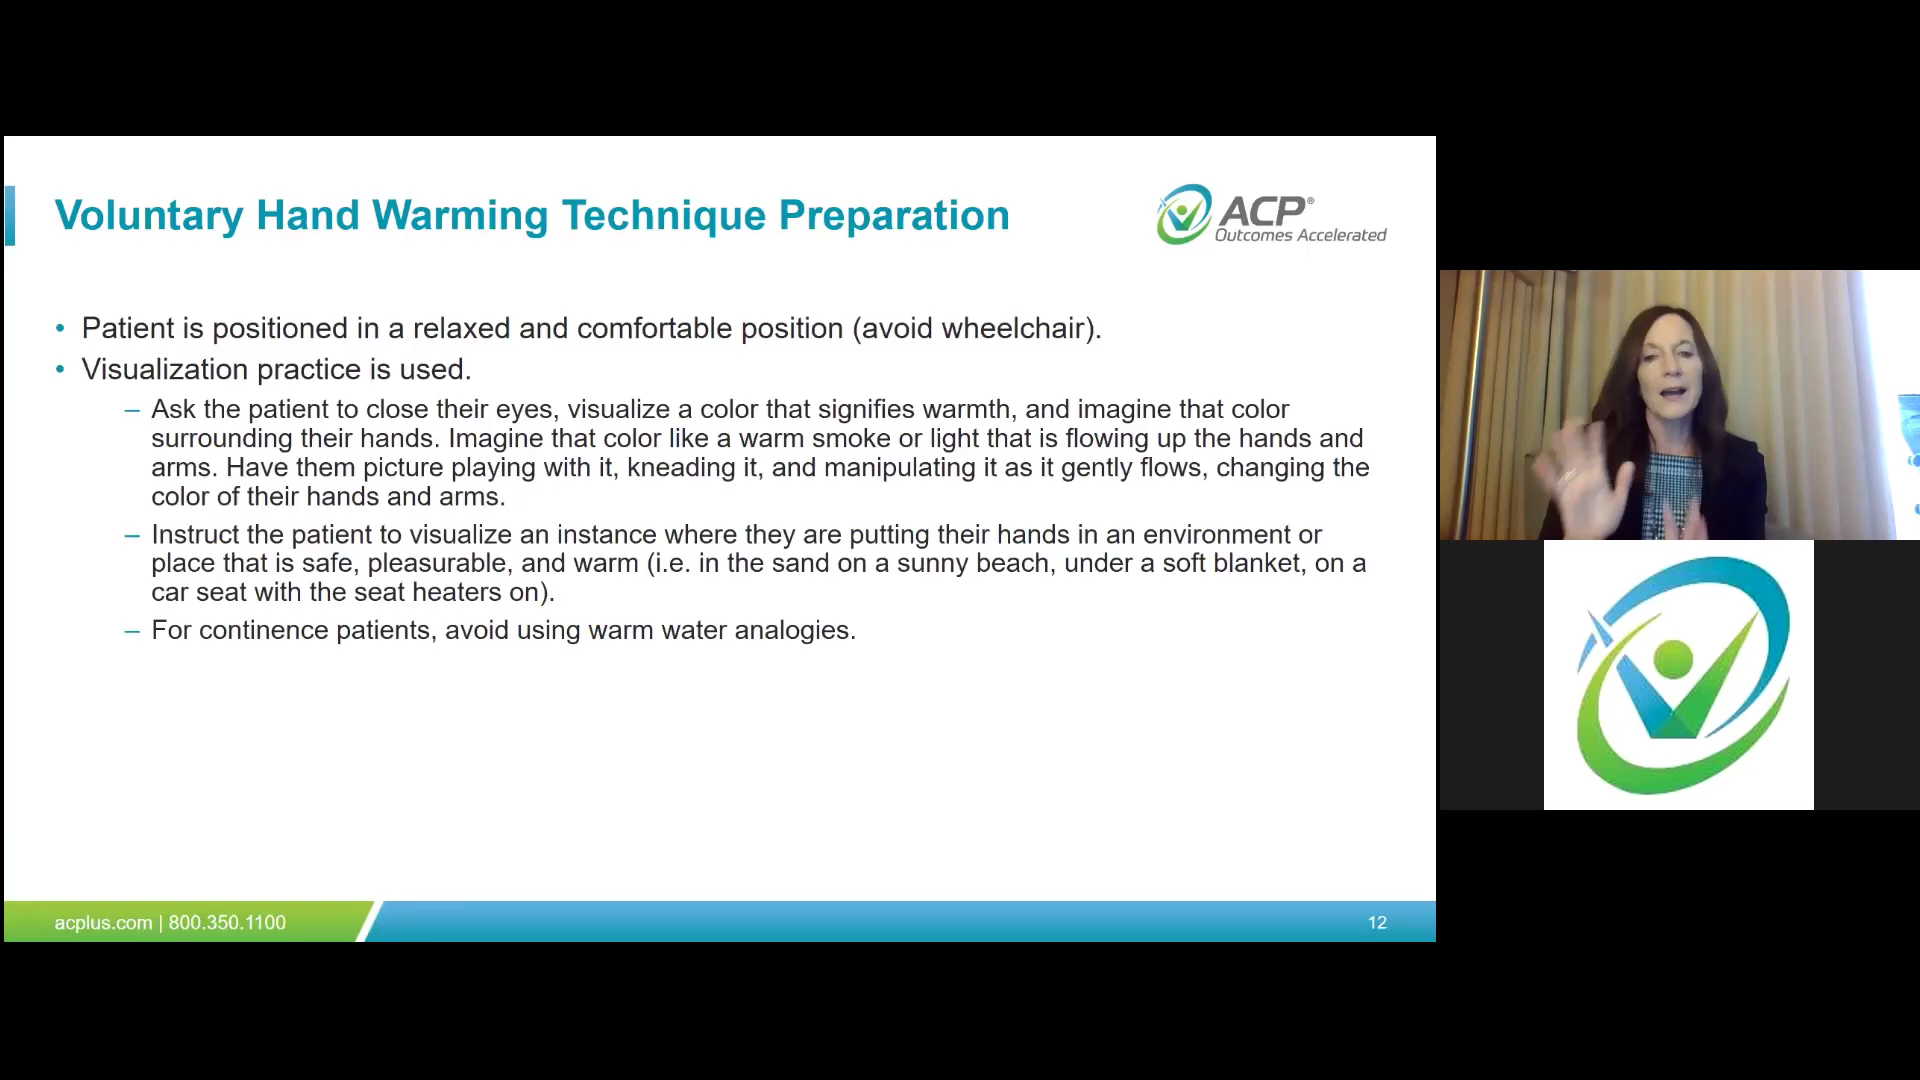 Voluntary Hand Warming Technique Preparation
ACP®
Outcomes Accelerated
• Patient is positioned in a relaxed and comfortable position (avoid wheelchair).
• Visualization practice is used.
– Ask the patient to close their eyes, visualize a color that signifies warmth, and imagine that color
surrounding their hands. Imagine that color like a warm smoke or light that is flowing up the hands and
arms. Have them picture playing with it, kneading it, and manipulating it as it gently flows, changing the
color of their hands and arms.
– Instruct the patient to visualize an instance where they are putting their hands in an environment or
place that is safe, pleasurable, and warm (i.e. in the sand on a sunny beach, under a soft blanket, on a
car seat with the seat heaters on).
– For continence patients, avoid using warm water analogies.
acplus.com | 800.350.1100
12